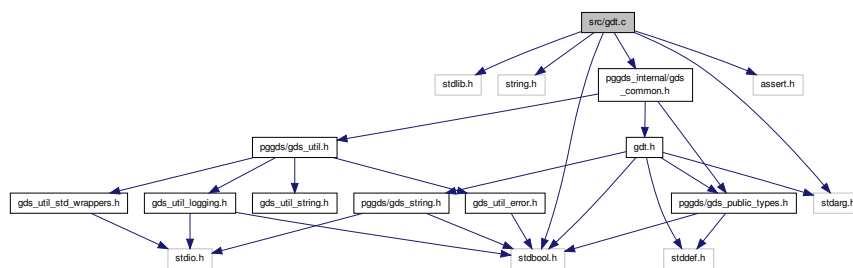 src/gdt.c
stdlib.h
string.h
pggds_internal/gds
_common.h
assert.h
pggds/gds_util.h
gdt.h
gds_util_std_wrappers.h
gds_util_logging.h
gds_util_string.h
pggds/gds_string.h
gds_util_error.h
pggds/gds_public_types.h
stdarg.h
stdio.h
stdbool.h
stddef.h